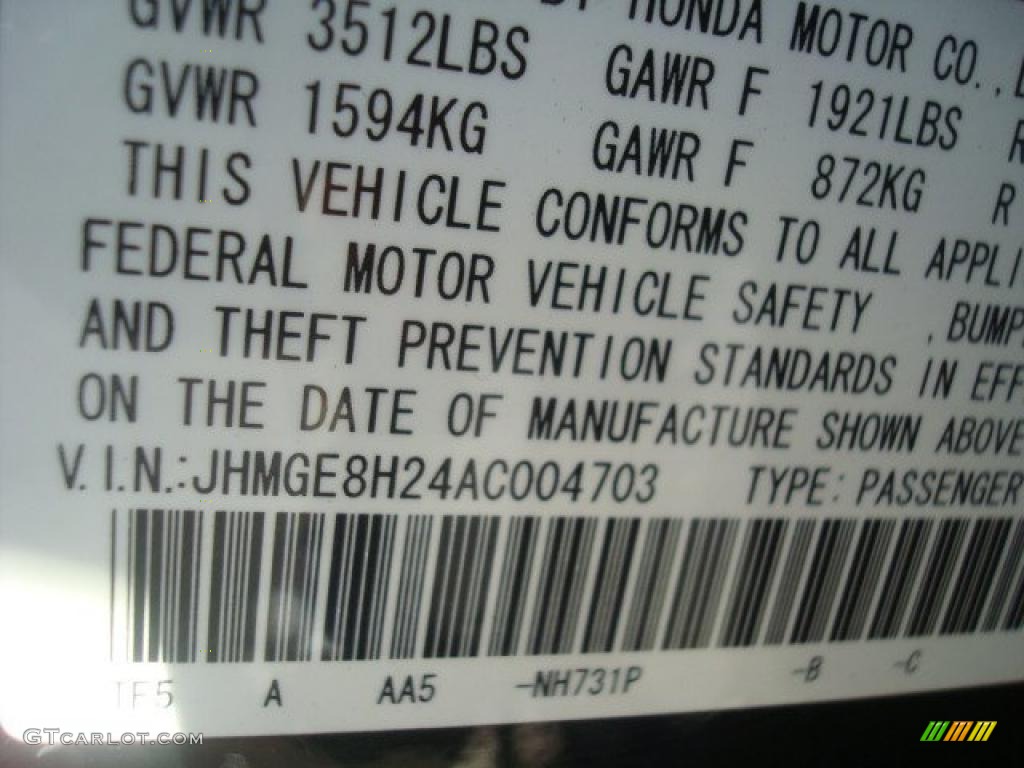 GVWR 3512LBS HONDA MOTOR CO.,
GAWR F 1921LBS
GVWR 1594KG GAWR F 872KG R
THIS VEHICLE CONFORMS TO ALL APPLI
FEDERAL MOTOR VEHICLE SAFETY , BUMP
AND THEFT PREVENTION STANDARDS IN EFF
ON THE DATE OF MANUFACTURE SHOWN ABOVE
V.I.N.:JHMGE8H24AC004703 TYPE: PASSENGER
TF5 A AA5 -NH731P -B -C
GTCARLOT.COM